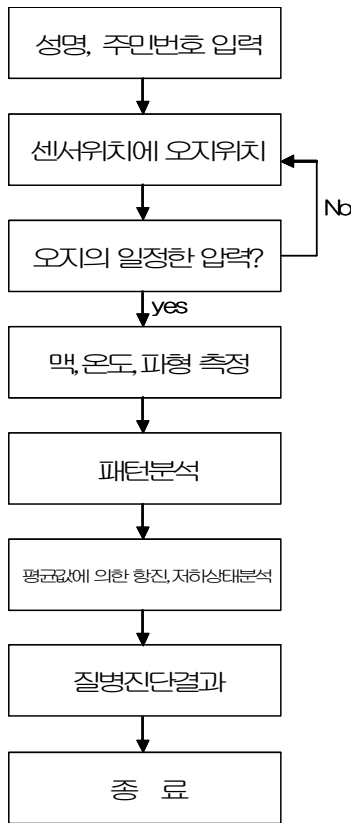 성명, 주민번호 입력
센서위치에 오지위치
No
오지의 일정한 압력?
yes
맥,온도,파형 측정
패턴분석
평균값에 의한 항진,저하상태분석
질병진단결과
종 료